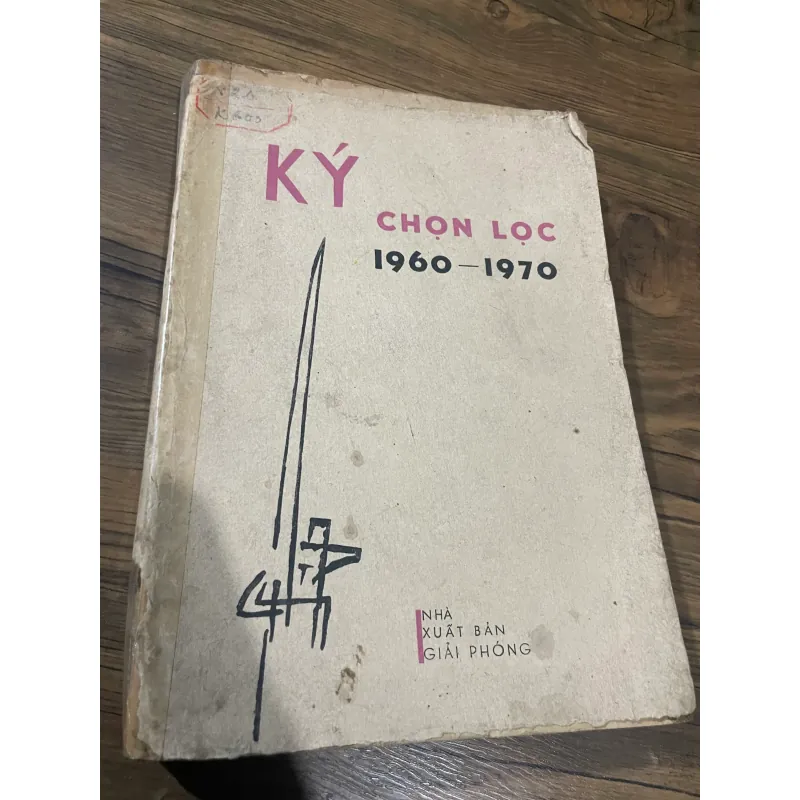 KÝ
CHỌN LỌC
1960 — 1970
NHÀ
XUẤT BẢN
GIẢI PHÓNG